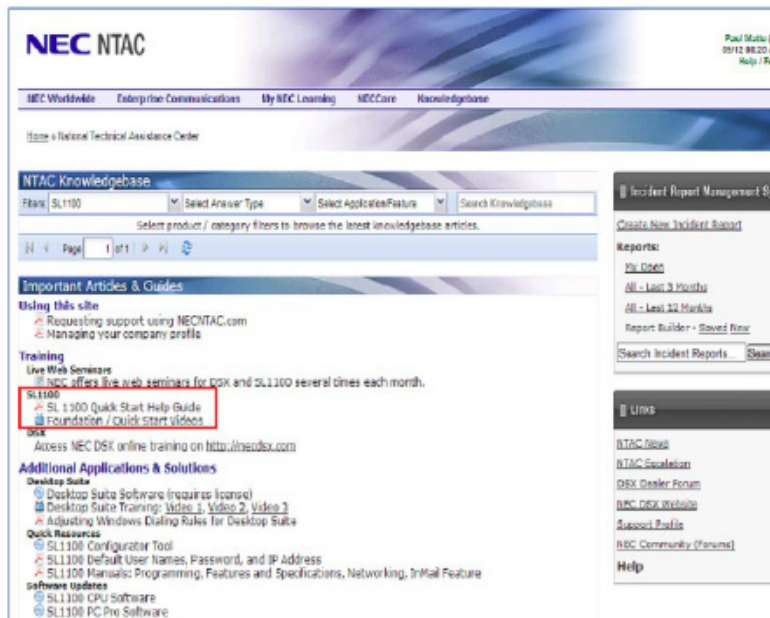 NEC NTAC
Paul Matte (
09/12 08:20
Help / F
NEC Worldwide Enterprise Communications My NEC Learning NECCare Knowledgebase
Home » National Technical Assistance Center
NTAC Knowledgebase
Filters: SL1100 Select Answer Type Select Application/Feature Search Knowledgebase
Select product / category filters to browse the latest knowledgebase articles.
Page 1 of 1
Important Articles & Guides
Using this site
Requesting support using NECNTAC.com
Managing your company profile
Training
Live Web Seminars
NEC offers live web seminars for DSX and SL1100 several times each month.
SL1100
SL 1100 Quick Start Help Guide
Foundation / Quick Start Videos
DSX
Access NEC DSX online training on http://necdsx.com
Additional Applications & Solutions
Desktop Suite
Desktop Suite Software (requires license)
Desktop Suite Training: Video 1, Video 2, Video 3
Adjusting Windows Dialing Rules for Desktop Suite
Quick Resources
SL1100 Configurator Tool
SL1100 Default User Names, Password, and IP Address
SL1100 Manuals: Programming, Features and Specifications, Networking, InMail Feature
Software Updates
SL1100 CPU Software
SL1100 PC Pro Software
Incident Report Management S
Create New Incident Report
Reports:
My Open
All - Last 3 Months
All - Last 12 Months
Report Builder - Saved New
Search Incident Reports... Sear
Links
NTAC News
NTAC Escalation
DSX Dealer Forum
NEC DSX Website
Support Profile
NEC Community (Forums)
Help